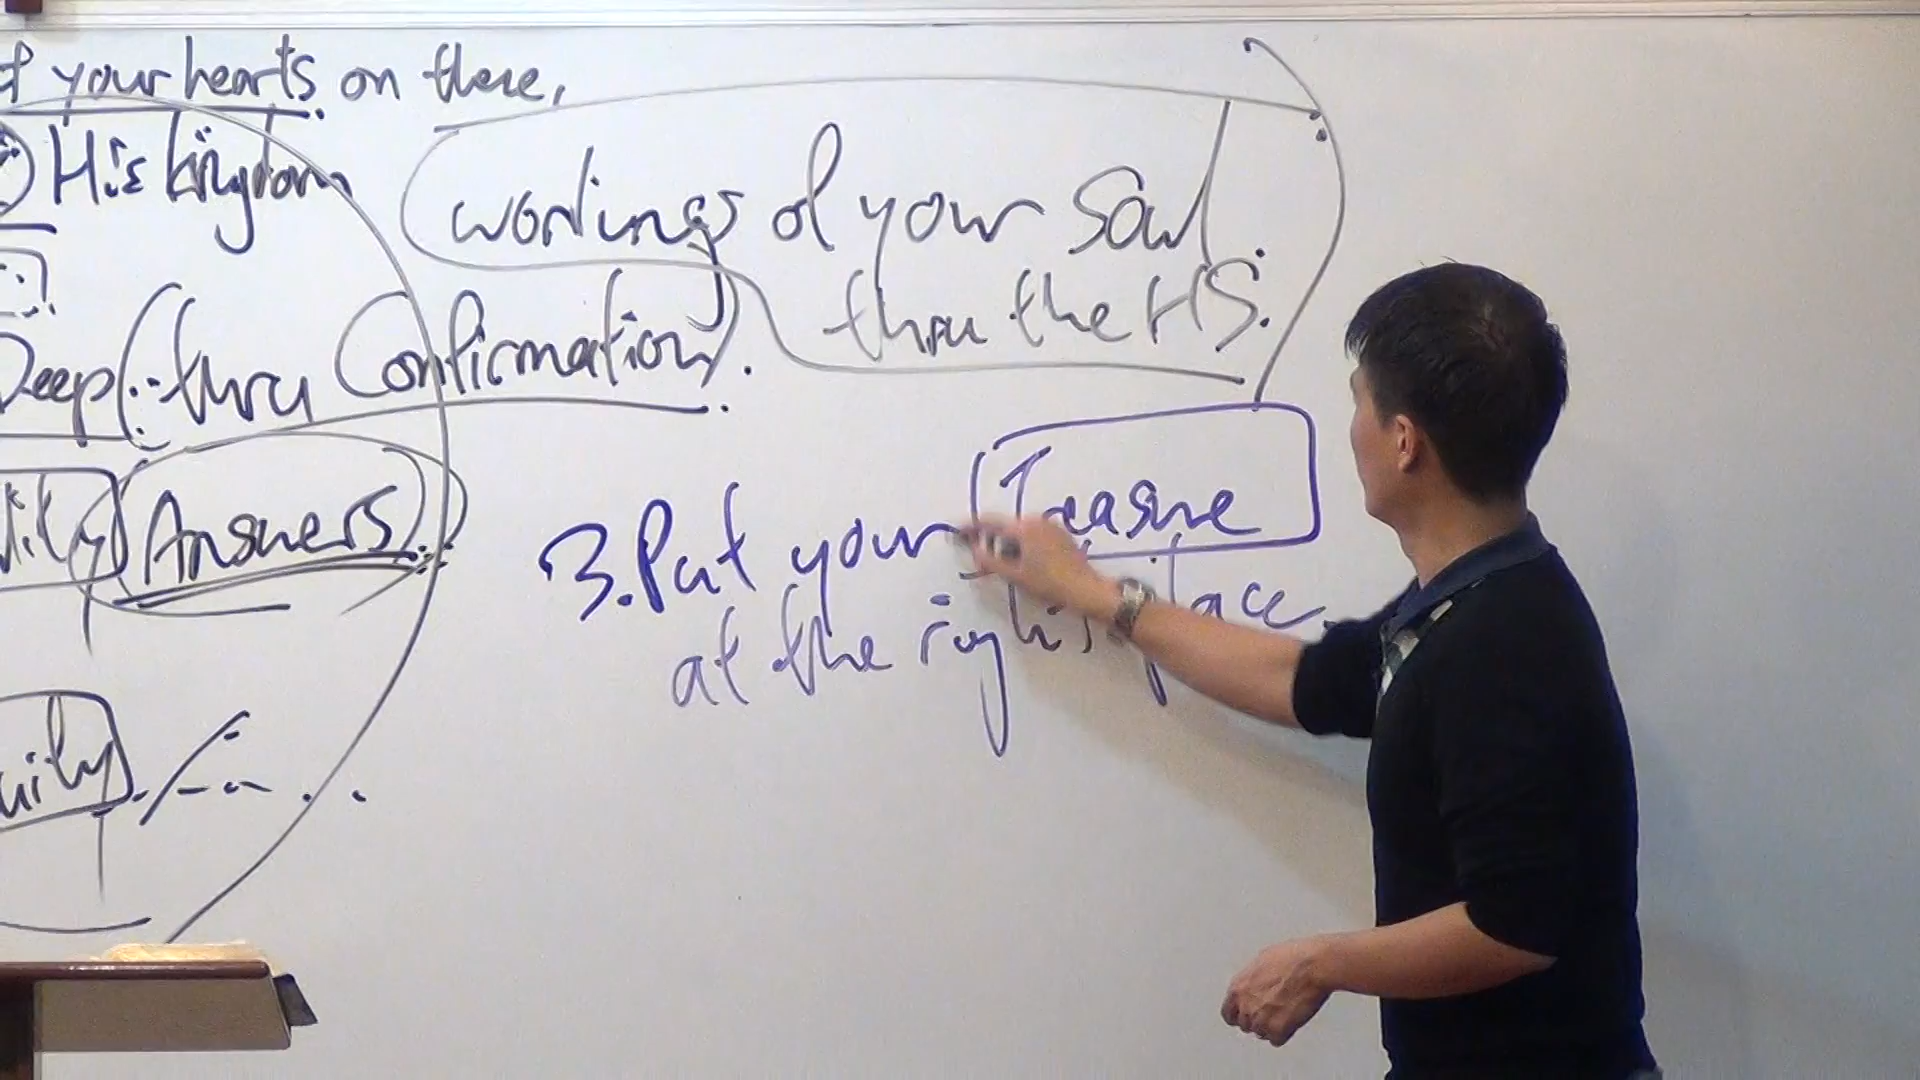 your hearts on there,
His kingdom
workings of your Soul.
thru the HS.
Deep (.. thru Confirmation).
Answers
3. Put your Treasure
at the right place.